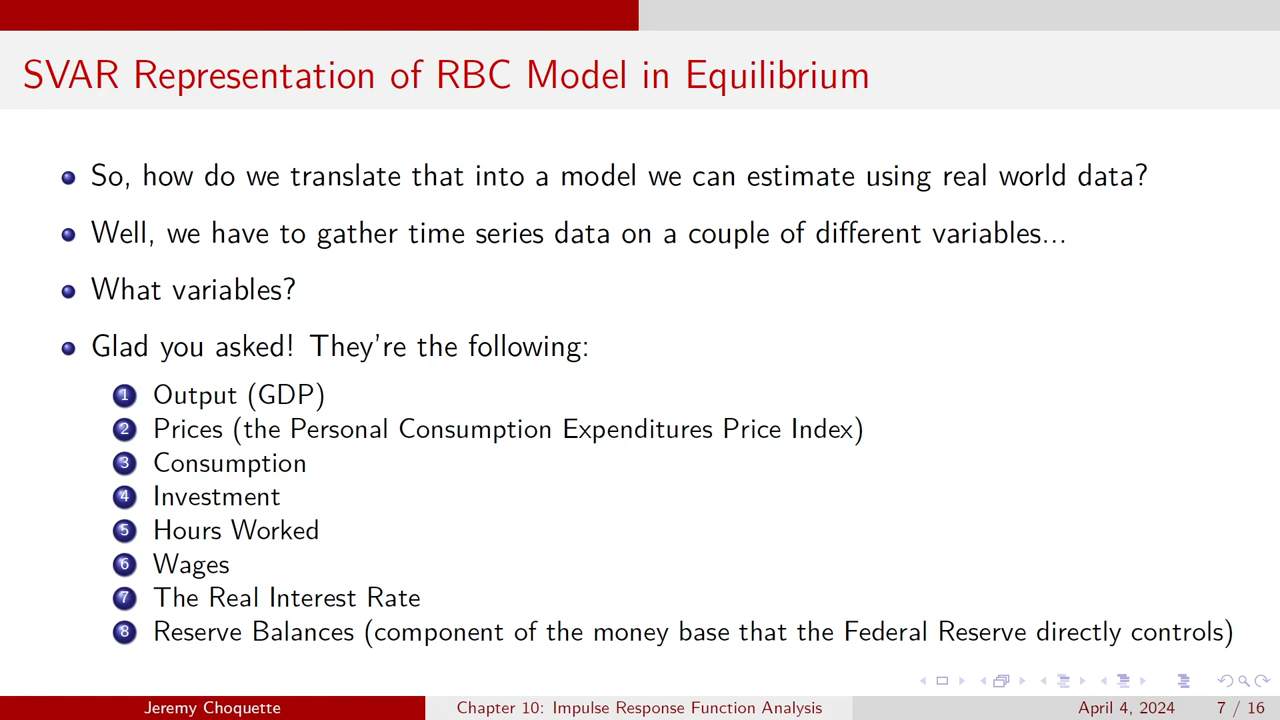 SVAR Representation of RBC Model in Equilibrium
So, how do we translate that into a model we can estimate using real world data?
Well, we have to gather time series data on a couple of different variables...
What variables?
Glad you asked! They're the following:
1 Output (GDP)
2 Prices (the Personal Consumption Expenditures Price Index)
3 Consumption
4 Investment
5 Hours Worked
6 Wages
7 The Real Interest Rate
8 Reserve Balances (component of the money base that the Federal Reserve directly controls)
Jeremy Choquette Chapter 10: Impulse Response Function Analysis April 4, 2024 7 / 16